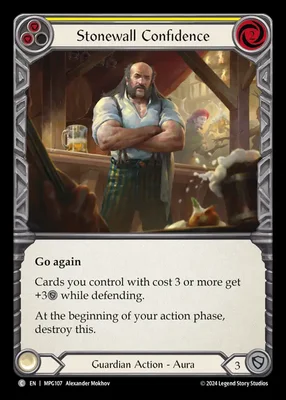 Stonewall Confidence
Go again
Cards you control with cost 3 or more get
+3 while defending.
At the beginning of your action phase,
destroy this.
Guardian Action - Aura
3
C EN | MPG107 Alexander Mokhov
© 2024 Legend Story Studios